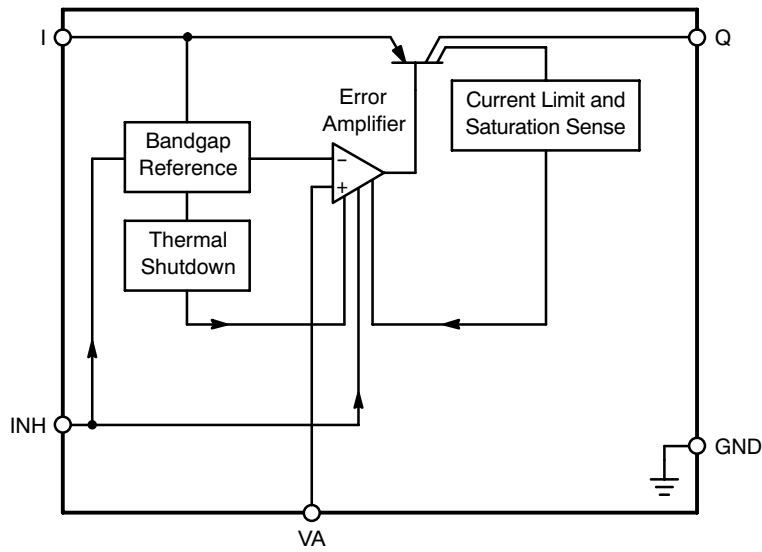 I
Q
Error
Amplifier
Current Limit and
Saturation Sense
Bandgap
Reference
−
+
Thermal
Shutdown
INH
GND
VA